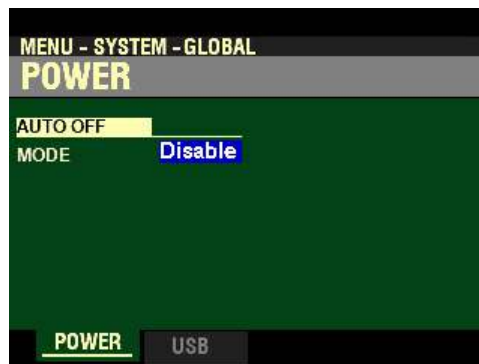 MENU - SYSTEM - GLOBAL
POWER
AUTO OFF
MODE Disable
POWER USB